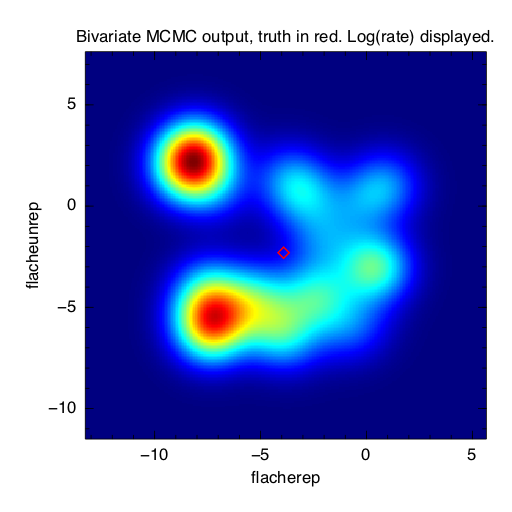 Bivariate MCMC output, truth in red. Log(rate) displayed.
5
0
−5
−10
flacheunrep
−10 −5 0 5
flacherep